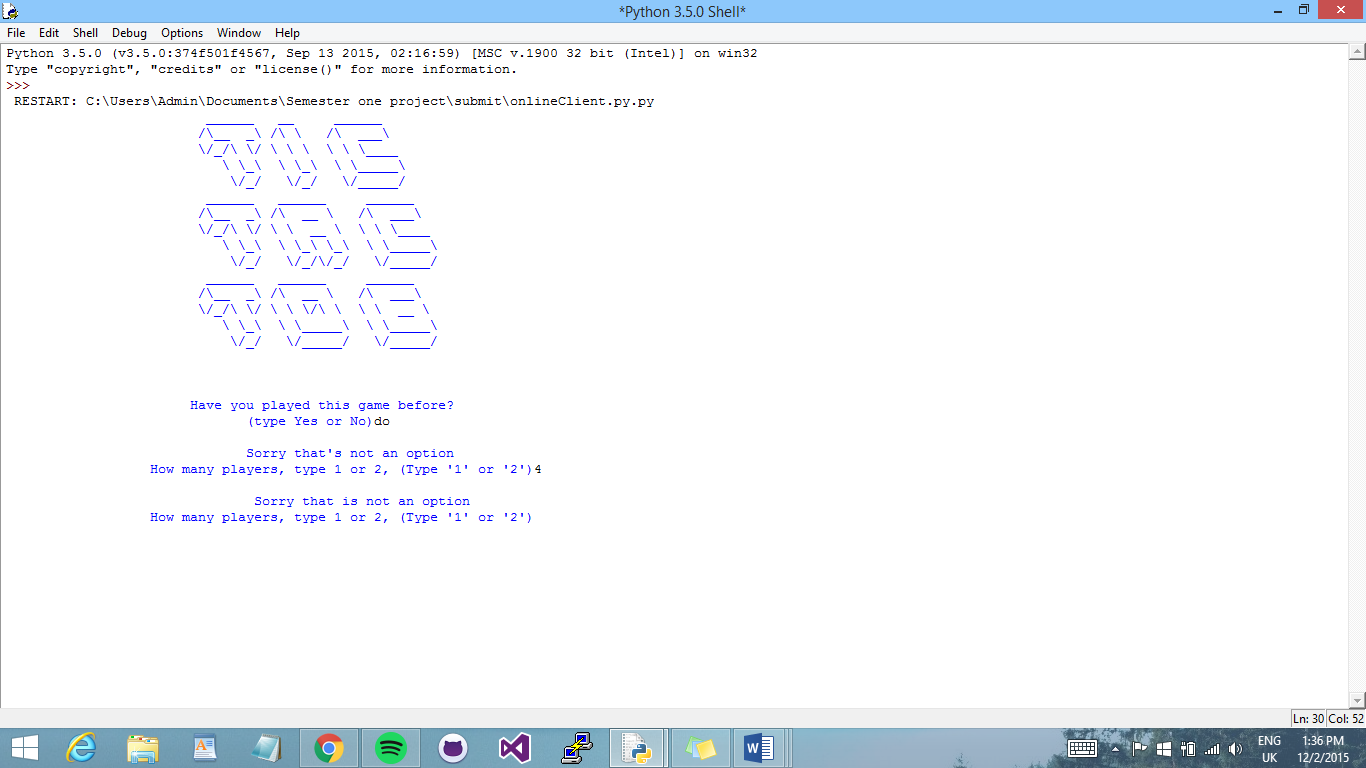 *Python 3.5.0 Shell*
File Edit Shell Debug Options Window Help
Python 3.5.0 (v3.5.0:374f501f4567, Sep 13 2015, 02:16:59) [MSC v.1900 32 bit (Intel)] on win32
Type "copyright", "credits" or "license()" for more information.
>>>
RESTART: C:\Users\Admin\Documents\Semester one project\submit\onlineClient.py.py
TIC
TAC
TOE
Have you played this game before?
(type Yes or No)do
Sorry that's not an option
How many players, type 1 or 2, (Type '1' or '2')4
Sorry that is not an option
How many players, type 1 or 2, (Type '1' or '2')
Ln: 30 Col: 52
ENG 1:36 PM
UK 12/2/2015